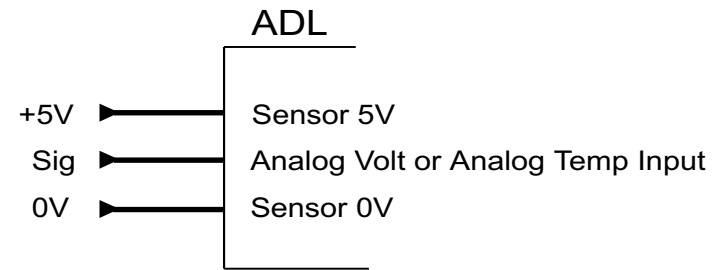 ADL
+5V Sensor 5V
Sig Analog Volt or Analog Temp Input
0V Sensor 0V